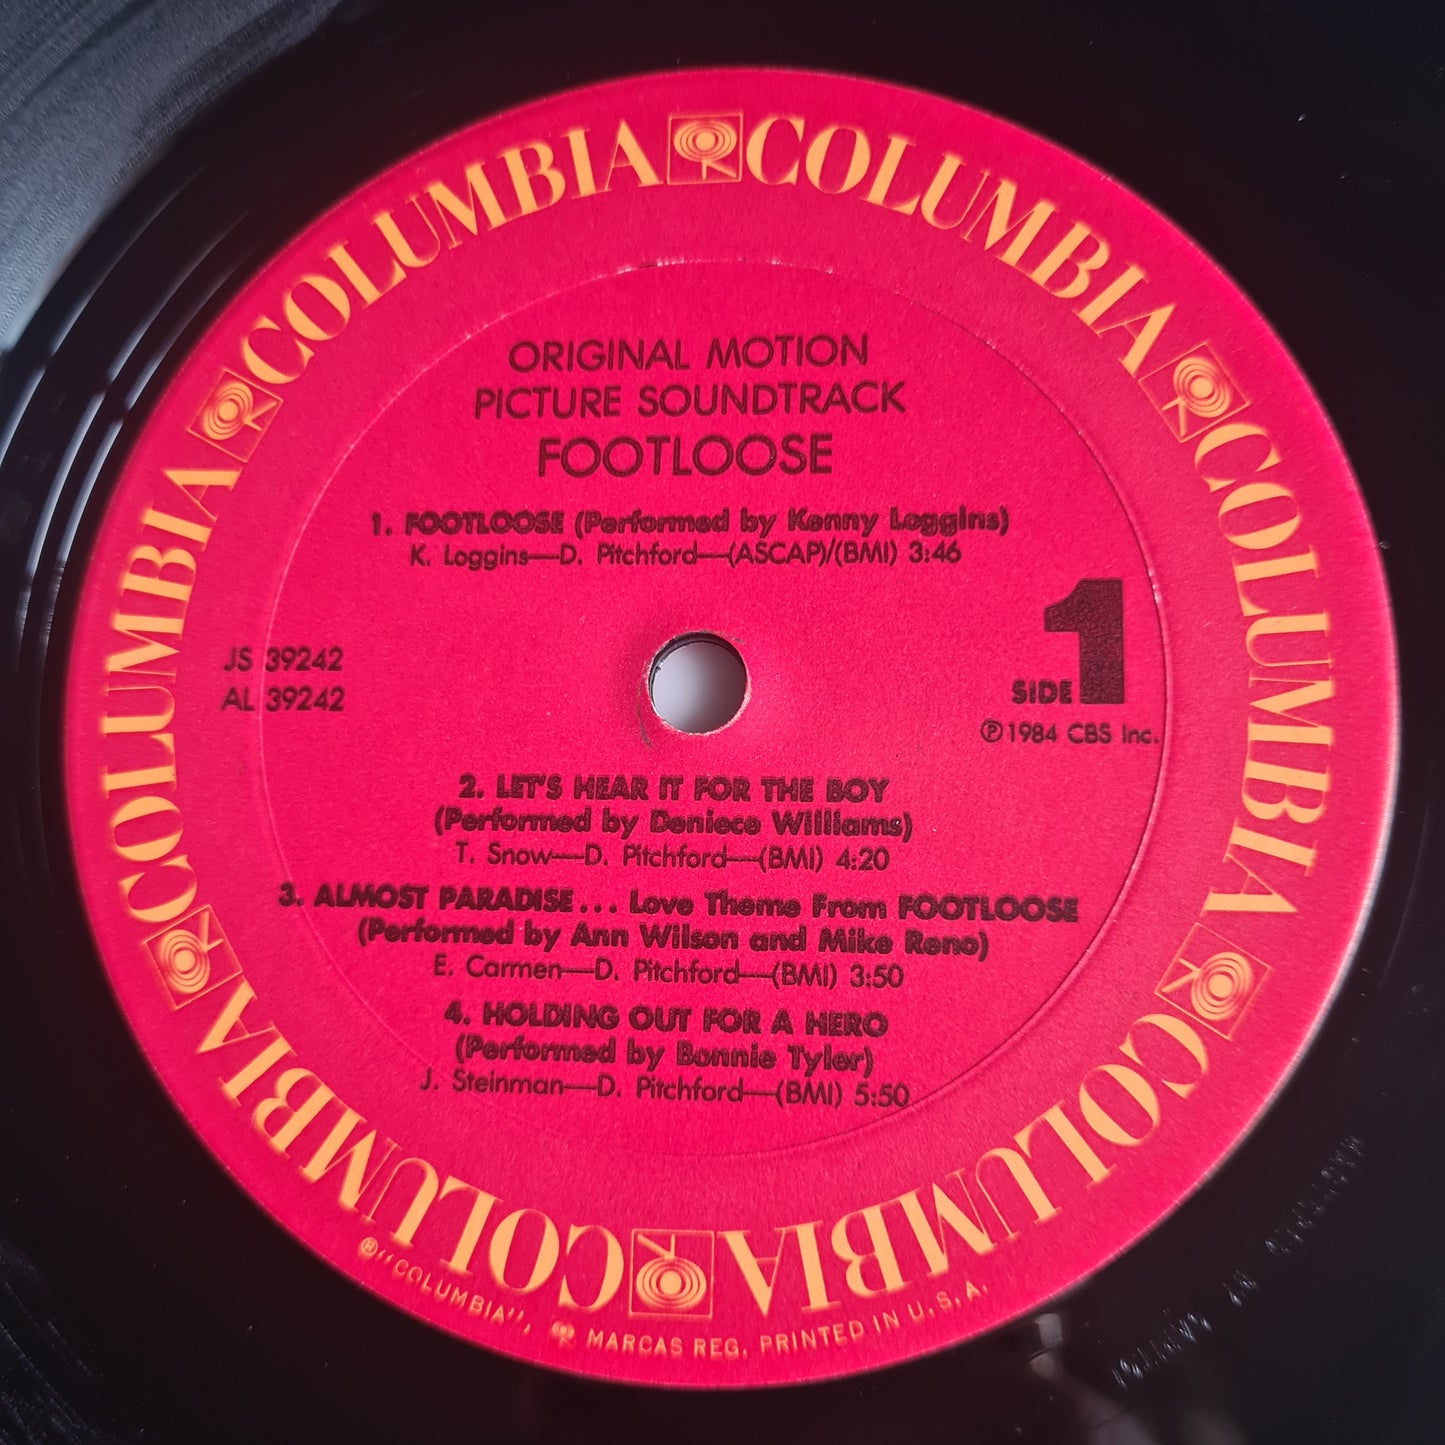 COLUMBIA COLUMBIA COLUMBIA COLUMBIA COLUMBIA COLUMBIA COLUMBIA COLUMBIA
ORIGINAL MOTION
PICTURE SOUNDTRACK
FOOTLOOSE
1. FOOTLOOSE (Performed by Kenny Loggins)
K. Loggins—D. Pitchford—(ASCAP)/(BMI) 3:46
JS 39242
AL 39242
SIDE 1
℗1984 CBS Inc.
2. LET'S HEAR IT FOR THE BOY
(Performed by Deniece Williams)
T. Snow—D. Pitchford—(BMI) 4:20
3. ALMOST PARADISE... Love Theme From FOOTLOOSE
(Performed by Ann Wilson and Mike Reno)
E. Carmen—D. Pitchford—(BMI) 3:50
4. HOLDING OUT FOR A HERO
(Performed by Bonnie Tyler)
J. Steinman—D. Pitchford—(BMI) 5:50
®"COLUMBIA", MARCAS REG. PRINTED IN U.S.A.